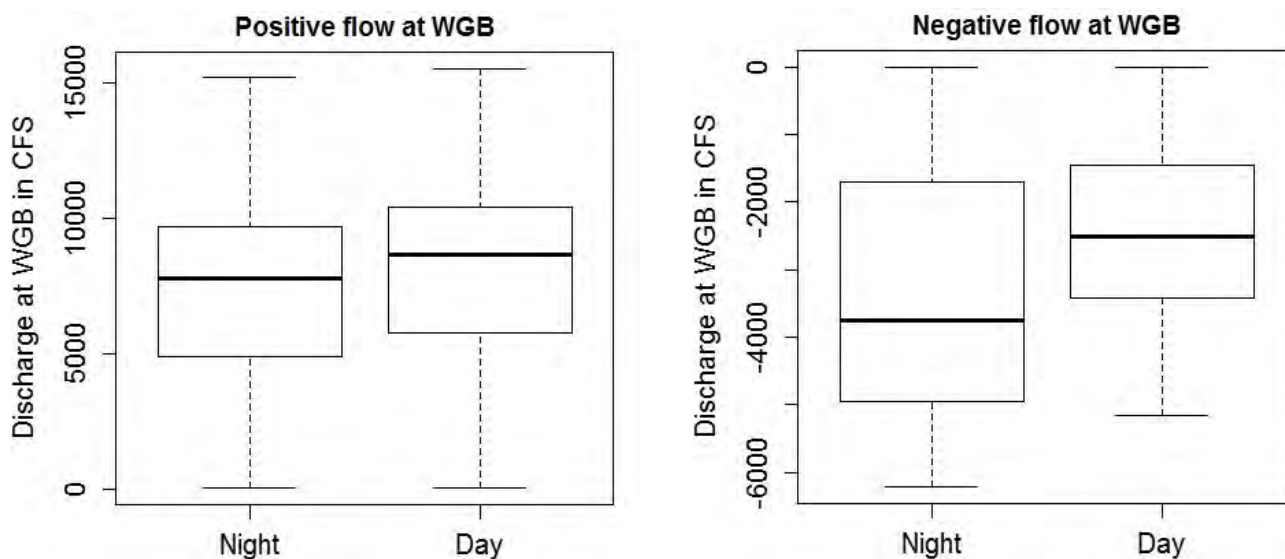 Positive flow at WGB
Discharge at WGB in CFS
15000
10000
5000
0
Night Day
Negative flow at WGB
Discharge at WGB in CFS
0
-2000
-4000
-6000
Night Day